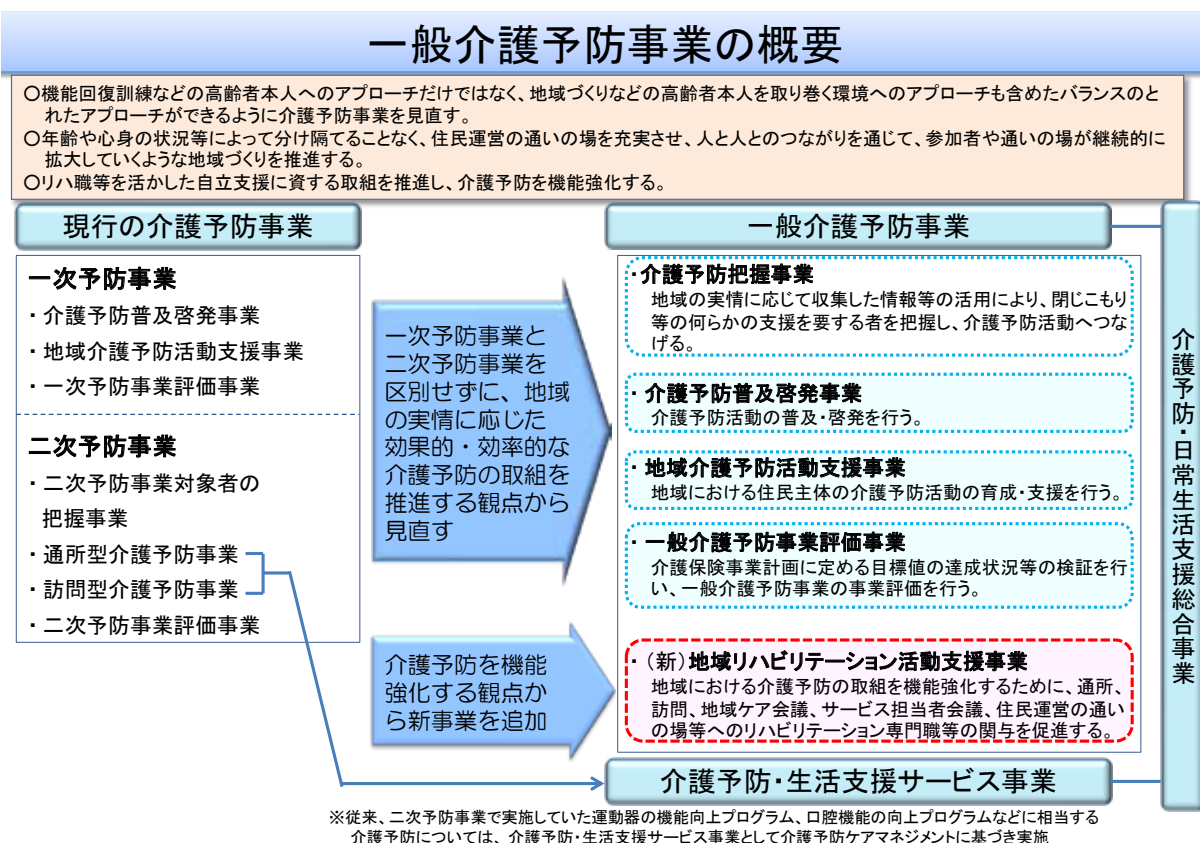 一般介護予防事業の概要
○機能回復訓練などの高齢者本人へのアプローチだけではなく、地域づくりなどの高齢者本人を取り巻く環境へのアプローチも含めたバランスのと
れたアプローチができるように介護予防事業を見直す。
○年齢や心身の状況等によって分け隔てることなく、住民運営の通いの場を充実させ、人と人とのつながりを通じて、参加者や通いの場が継続的に
拡大していくような地域づくりを推進する。
○リハ職等を活かした自立支援に資する取組を推進し、介護予防を機能強化する。
現行の介護予防事業
一次予防事業
・介護予防普及啓発事業
・地域介護予防活動支援事業
・一次予防事業評価事業
二次予防事業
・二次予防事業対象者の
把握事業
・通所型介護予防事業
・訪問型介護予防事業
・二次予防事業評価事業
一次予防事業と
二次予防事業を
区別せずに、地域
の実情に応じた
効果的・効率的な
介護予防の取組を
推進する観点から
見直す
介護予防を機能
強化する観点か
ら新事業を追加
一般介護予防事業
・介護予防把握事業
地域の実情に応じて収集した情報等の活用により、閉じこもり
等の何らかの支援を要する者を把握し、介護予防活動へつな
げる。
・介護予防普及啓発事業
介護予防活動の普及・啓発を行う。
・地域介護予防活動支援事業
地域における住民主体の介護予防活動の育成・支援を行う。
・一般介護予防事業評価事業
介護保険事業計画に定める目標値の達成状況等の検証を行
い、一般介護予防事業の事業評価を行う。
・（新）地域リハビリテーション活動支援事業
地域における介護予防の取組を機能強化するために、通所、
訪問、地域ケア会議、サービス担当者会議、住民運営の通い
の場等へのリハビリテーション専門職等の関与を促進する。
介護予防・生活支援サービス事業
介護予防・日常生活支援総合事業
※従来、二次予防事業で実施していた運動器の機能向上プログラム、口腔機能の向上プログラムなどに相当する
介護予防については、介護予防・生活支援サービス事業として介護予防ケアマネジメントに基づき実施